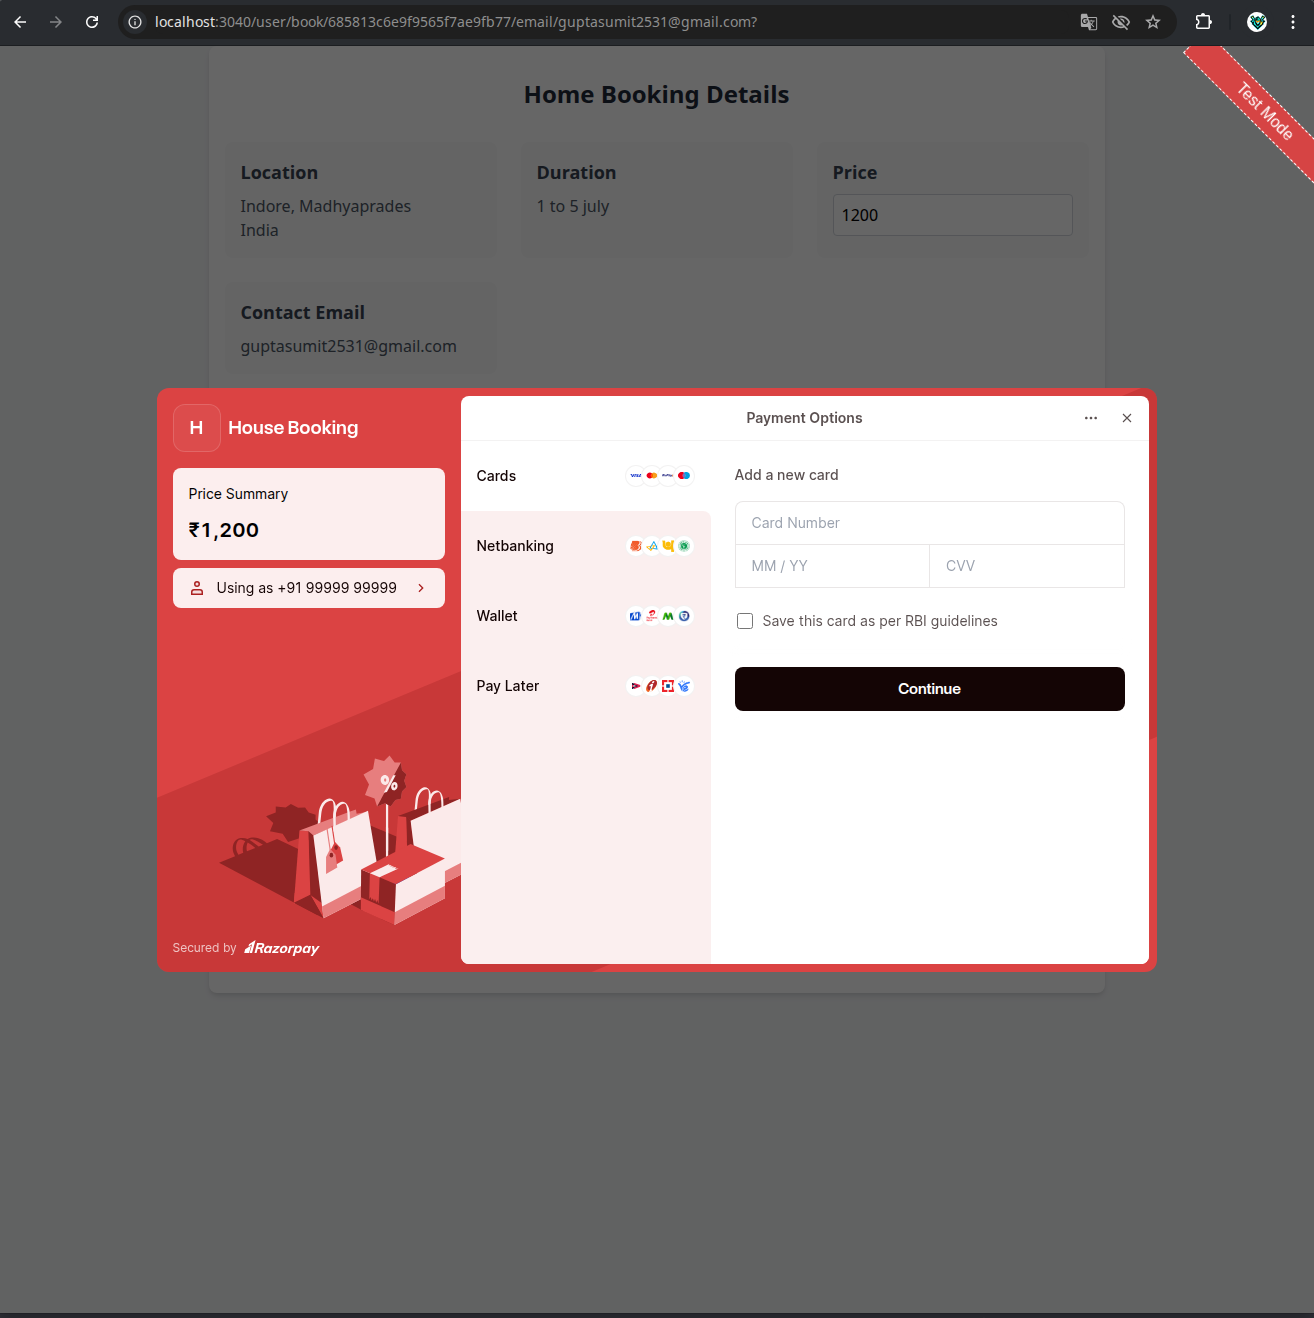 localhost:3040/user/book/685813c6e9f9565f7ae9fb77/email/guptasumit2531@gmail.com?
Test Mode
Home Booking Details
Location
Indore, Madhyaprades
India
Duration
1 to 5 july
Price
1200
Contact Email
guptasumit2531@gmail.com
H
House Booking
Price Summary
₹1,200
Using as +91 99999 99999
%
Secured by Razorpay
Payment Options
Cards
VISA
Netbanking
Wallet
Pay Later
Add a new card
Card Number
MM / YY
CVV
Save this card as per RBI guidelines
Continue